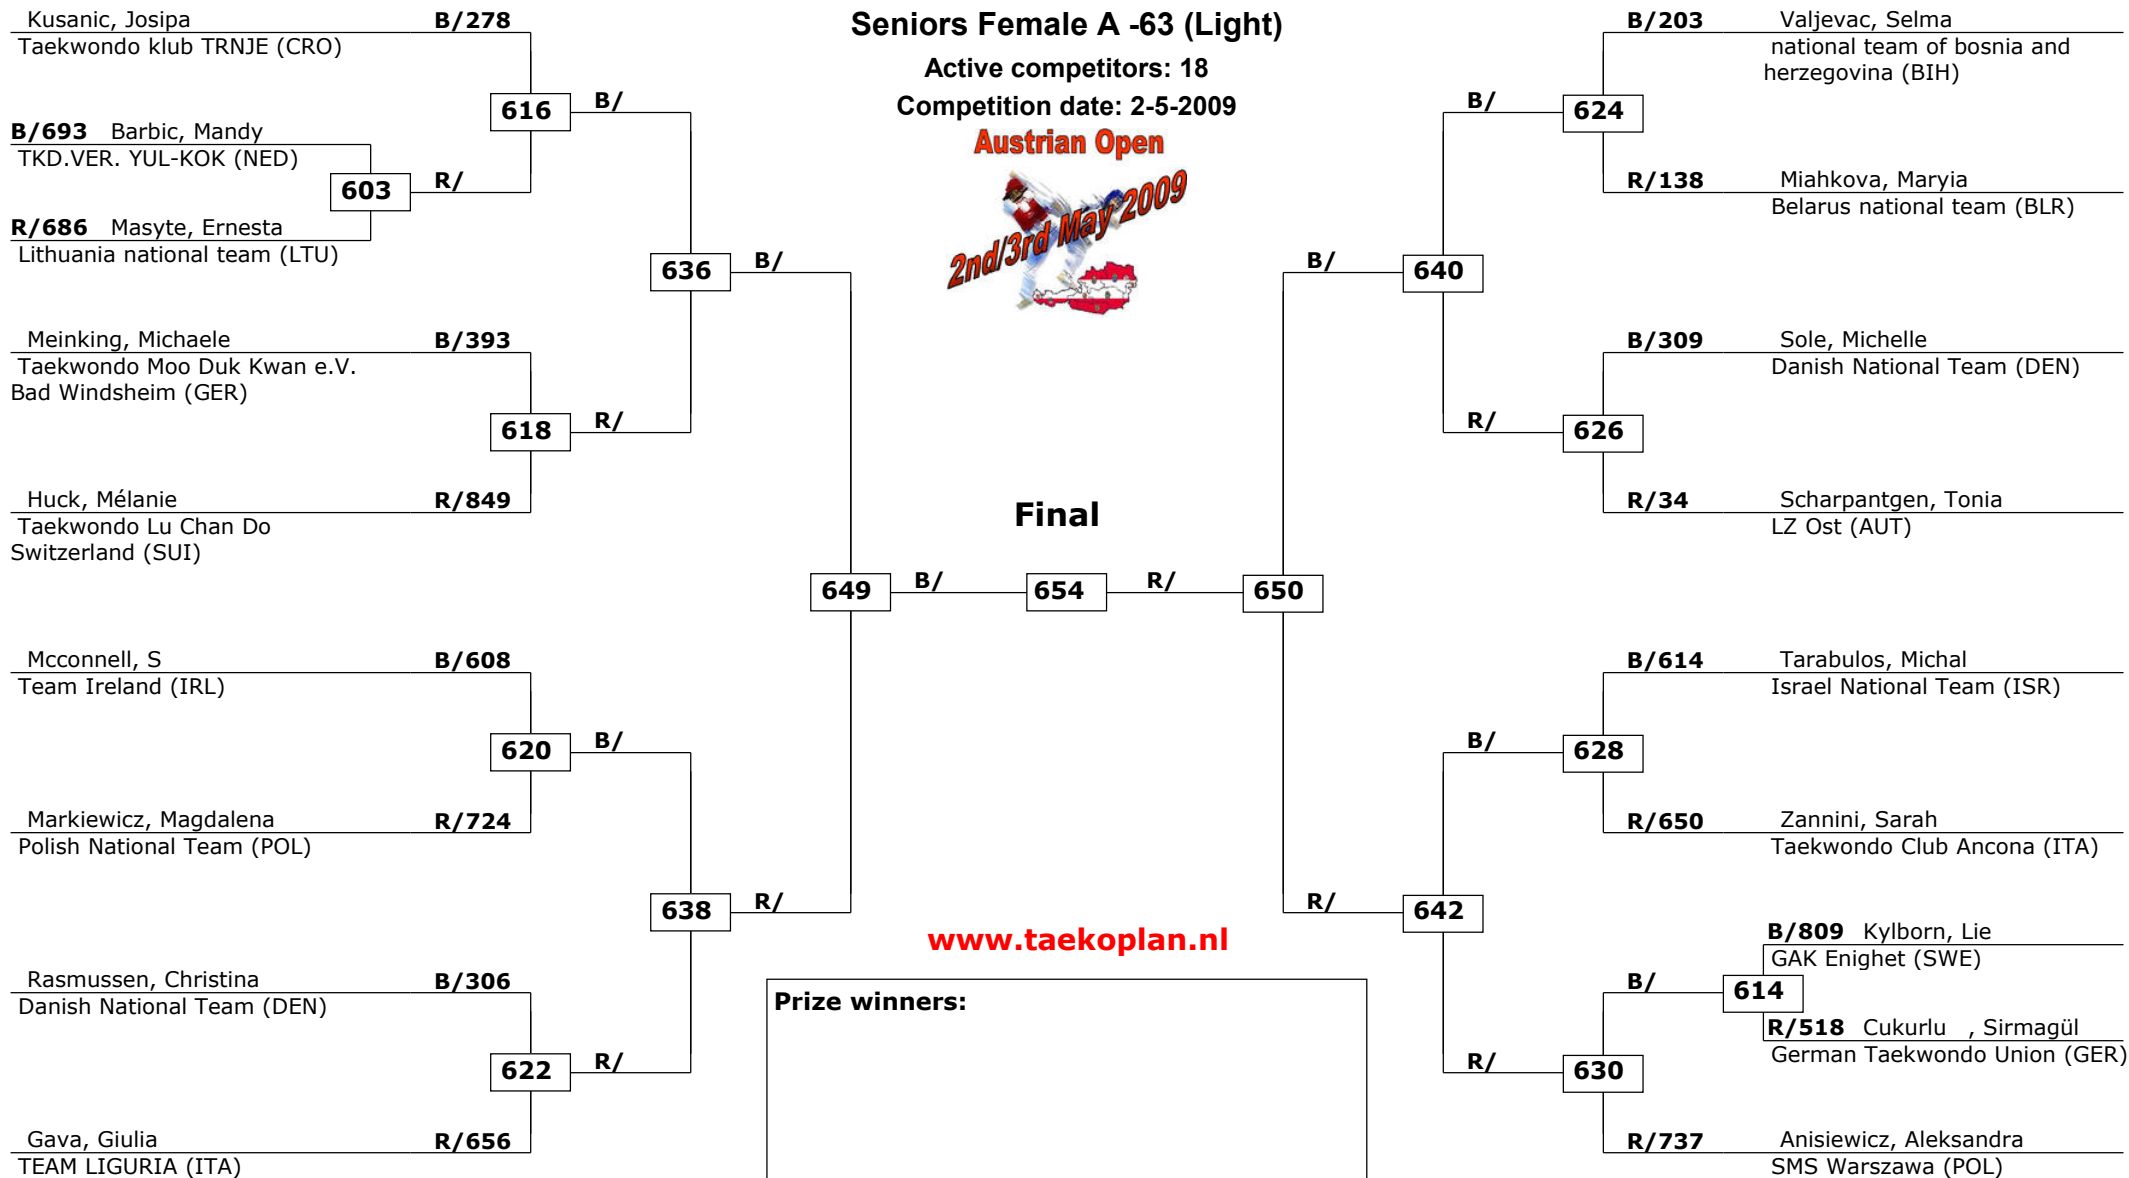 Seniors Female A -63 (Light)
Active competitors: 18
Competition date: 2-5-2009
Austrian Open
2nd/3rd May 2009
Kusanic, Josipa
B/278
Taekwondo klub TRNJE (CRO)
616
B/
B/693 Barbic, Mandy
TKD.VER. YUL-KOK (NED)
603
R/
R/686 Masyte, Ernesta
Lithuania national team (LTU)
636
B/
Meinking, Michaele
B/393
Taekwondo Moo Duk Kwan e.V.
Bad Windsheim (GER)
618
R/
Huck, Mélanie
R/849
Taekwondo Lu Chan Do
Switzerland (SUI)
Final
649
B/
654
R/
650
Mcconnell, S
B/608
Team Ireland (IRL)
620
B/
Markiewicz, Magdalena
R/724
Polish National Team (POL)
638
R/
Rasmussen, Christina
B/306
Danish National Team (DEN)
622
R/
Gava, Giulia
R/656
TEAM LIGURIA (ITA)
B/203
Valjevac, Selma
national team of bosnia and
herzegovina (BIH)
B/
624
R/138
Miahkova, Maryia
Belarus national team (BLR)
B/
640
B/309
Sole, Michelle
Danish National Team (DEN)
R/
626
R/34
Scharpantgen, Tonia
LZ Ost (AUT)
B/614
Tarabulos, Michal
Israel National Team (ISR)
B/
628
R/650
Zannini, Sarah
Taekwondo Club Ancona (ITA)
R/
642
B/809 Kylborn, Lie
GAK Enighet (SWE)
B/
614
R/518 Cukurlu , Sirmagül
German Taekwondo Union (GER)
R/
630
R/737
Anisiewicz, Aleksandra
SMS Warszawa (POL)
www.taekoplan.nl
Prize winners: